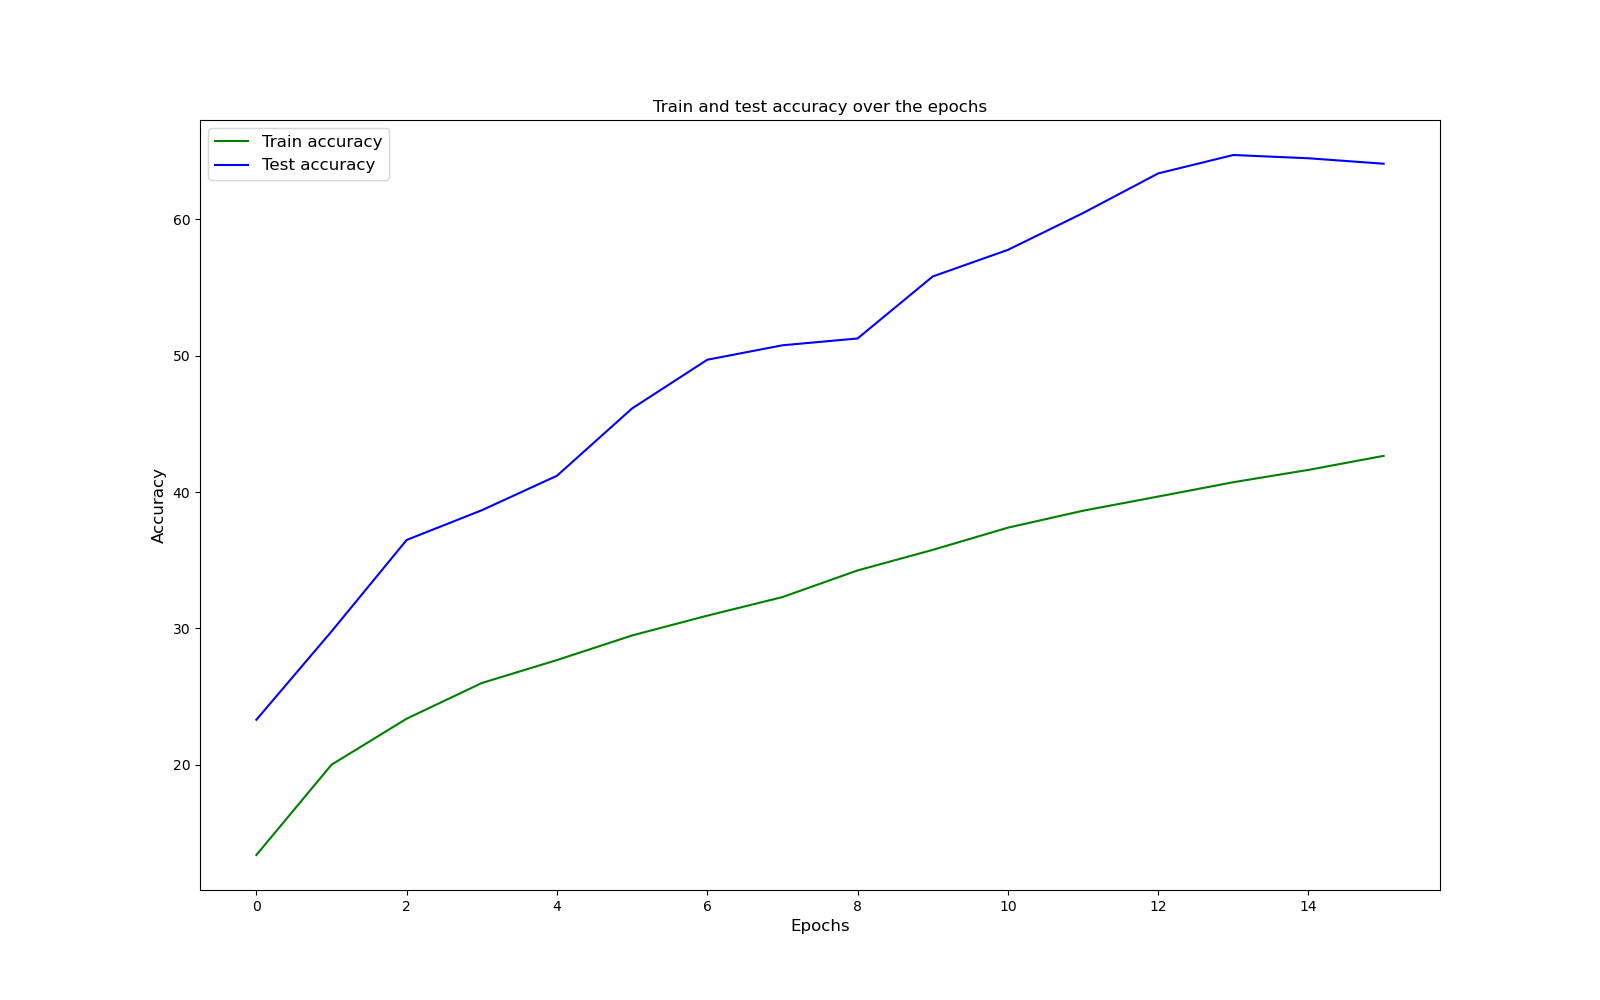 Train and test accuracy over the epochs
Train accuracy
Test accuracy
60
50
40
30
20
Accuracy
0 2 4 6 8 10 12 14
Epochs